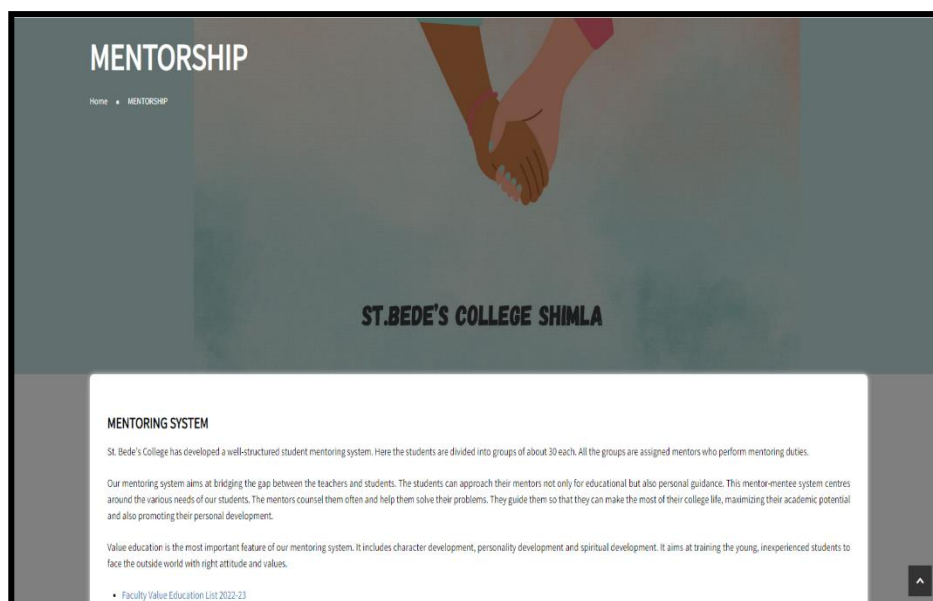 MENTORSHIP
Home • MENTORSHIP
ST.BEDE'S COLLEGE SHIMLA
MENTORING SYSTEM
St. Bede's College has developed a well-structured student mentoring system. Here the students are divided into groups of about 30 each. All the groups are assigned mentors who perform mentoring duties.
Our mentoring system aims at bridging the gap between the teachers and students. The students can approach their mentors not only for educational but also personal guidance. This mentor-mentee system centres
around the various needs of our students. The mentors counsel them often and help them solve their problems. They guide them so that they can make the most of their college life, maximizing their academic potential
and also promoting their personal development.
Value education is the most important feature of our mentoring system. It includes character development, personality development and spiritual development. It aims at training the young, inexperienced students to
face the outside world with right attitude and values.
• Faculty Value Education List 2022-23